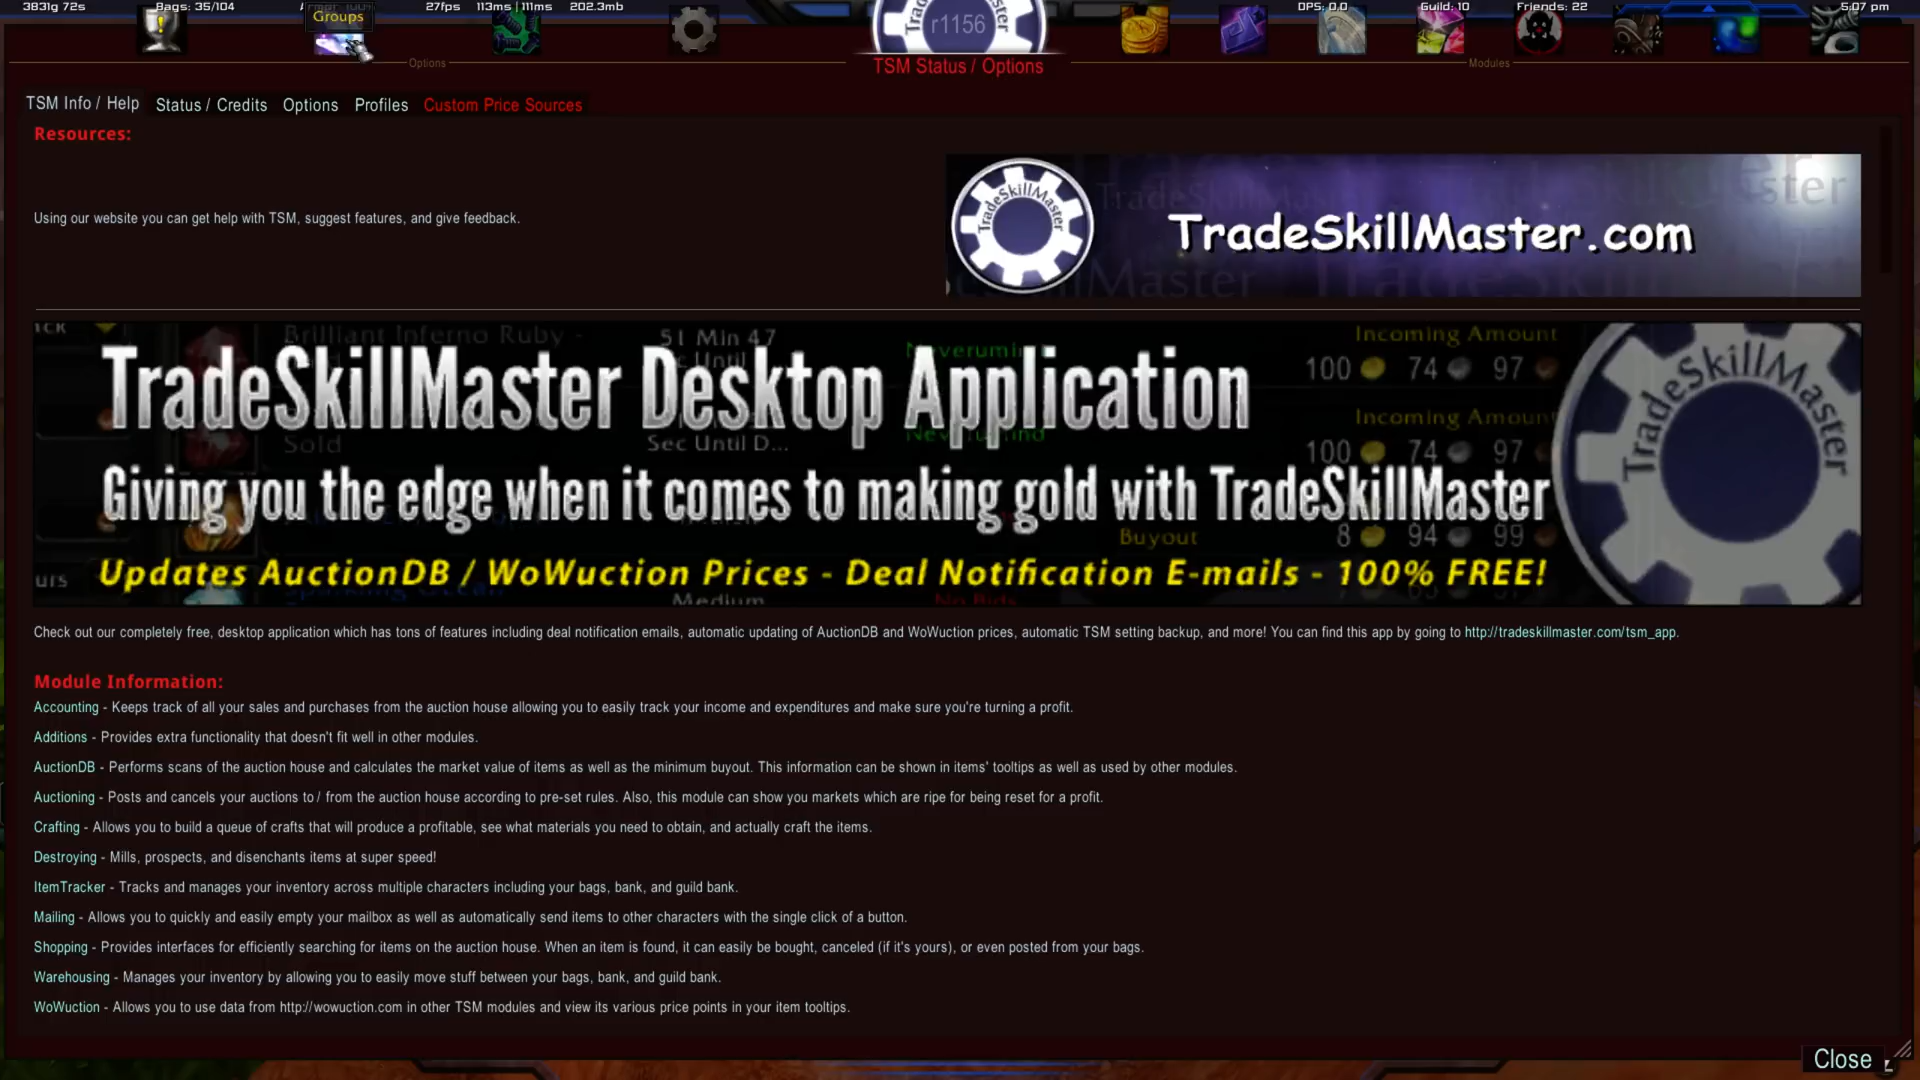 3831g 72s
Bags: 35/104
27fps
113ms | 111ms
202.3mb
DPS: 0.0
Guild: 10
Friends: 22
5:07 pm
Groups
r1156
Options
TSM Status / Options
Modules
TSM Info / Help
Status / Credits
Options
Profiles
Custom Price Sources
Resources:
Using our website you can get help with TSM, suggest features, and give feedback.
TradeSkillMaster
TradeSkillMaster.com
Brilliant Inferno Ruby -
51 Min 47
Incoming Amount
100 74 97
TradeSkillMaster Desktop Application
Incoming Amount
Sold
Sec Until D...
100 74 97
Giving you the edge when it comes to making gold with TradeSkillMaster
Buyout
8 94 99
Updates AuctionDB / WoWuction Prices - Deal Notification E-mails - 100% FREE!
Medium
No Bids
TradeSkillMaster
Check out our completely free, desktop application which has tons of features including deal notification emails, automatic updating of AuctionDB and WoWuction prices, automatic TSM setting backup, and more! You can find this app by going to http://tradeskillmaster.com/tsm_app.
Module Information:
Accounting - Keeps track of all your sales and purchases from the auction house allowing you to easily track your income and expenditures and make sure you're turning a profit.
Additions - Provides extra functionality that doesn't fit well in other modules.
AuctionDB - Performs scans of the auction house and calculates the market value of items as well as the minimum buyout. This information can be shown in items' tooltips as well as used by other modules.
Auctioning - Posts and cancels your auctions to / from the auction house according to pre-set rules. Also, this module can show you markets which are ripe for being reset for a profit.
Crafting - Allows you to build a queue of crafts that will produce a profitable, see what materials you need to obtain, and actually craft the items.
Destroying - Mills, prospects, and disenchants items at super speed!
ItemTracker - Tracks and manages your inventory across multiple characters including your bags, bank, and guild bank.
Mailing - Allows you to quickly and easily empty your mailbox as well as automatically send items to other characters with the single click of a button.
Shopping - Provides interfaces for efficiently searching for items on the auction house. When an item is found, it can easily be bought, canceled (if it's yours), or even posted from your bags.
Warehousing - Manages your inventory by allowing you to easily move stuff between your bags, bank, and guild bank.
WoWuction - Allows you to use data from http://wowuction.com in other TSM modules and view its various price points in your item tooltips.
Close